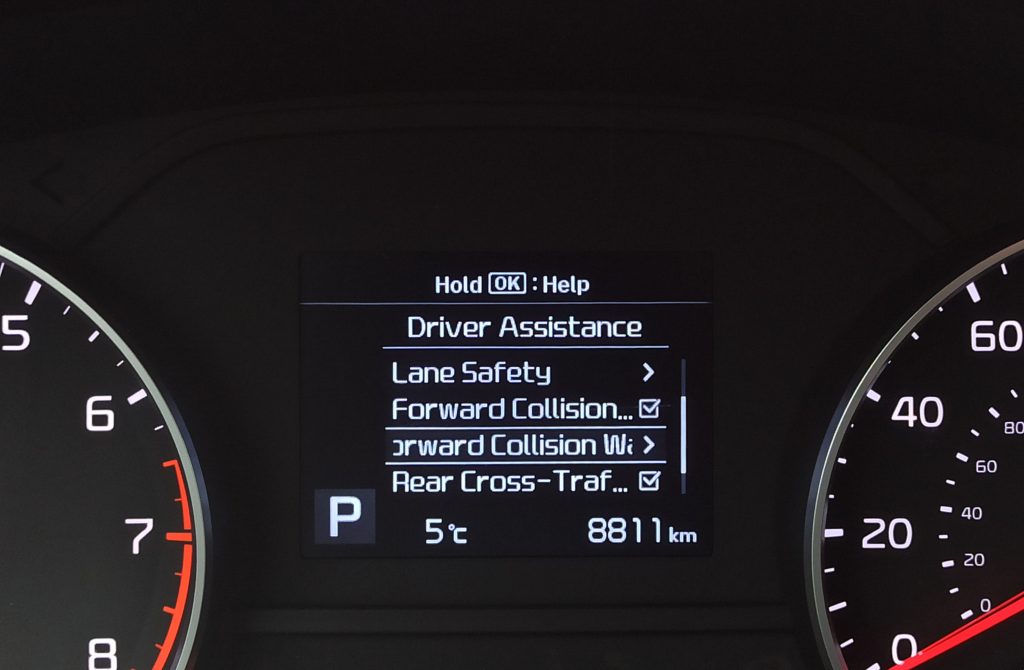 Hold OK : Help
Driver Assistance
Lane Safety >
Forward Collision...
orward Collision Wa >
Rear Cross-Traf...
P
5℃
8811 km
5
6
7
8
60
40
20
0
80
60
40
20
0